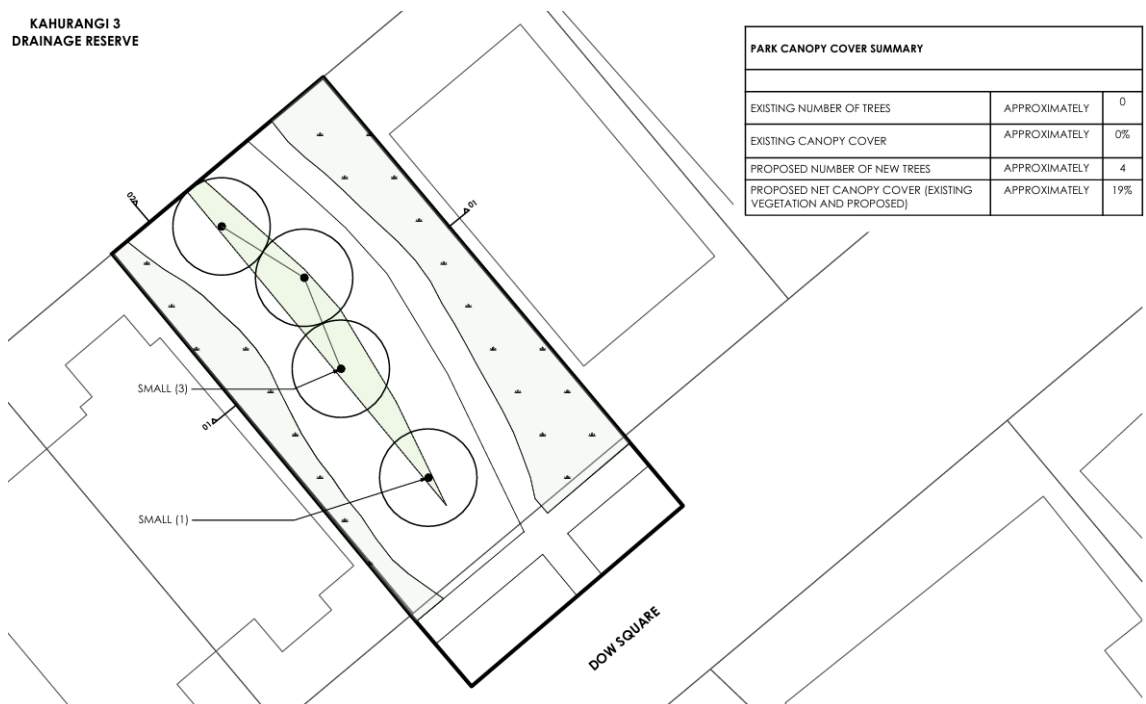 KAHURANGI 3
DRAINAGE RESERVE
PARK CANOPY COVER SUMMARY
EXISTING NUMBER OF TREES APPROXIMATELY 0
EXISTING CANOPY COVER APPROXIMATELY 0%
PROPOSED NUMBER OF NEW TREES APPROXIMATELY 4
PROPOSED NET CANOPY COVER (EXISTING APPROXIMATELY 19%
VEGETATION AND PROPOSED)
02
01
SMALL (3)
01
SMALL (1)
DOW SQUARE